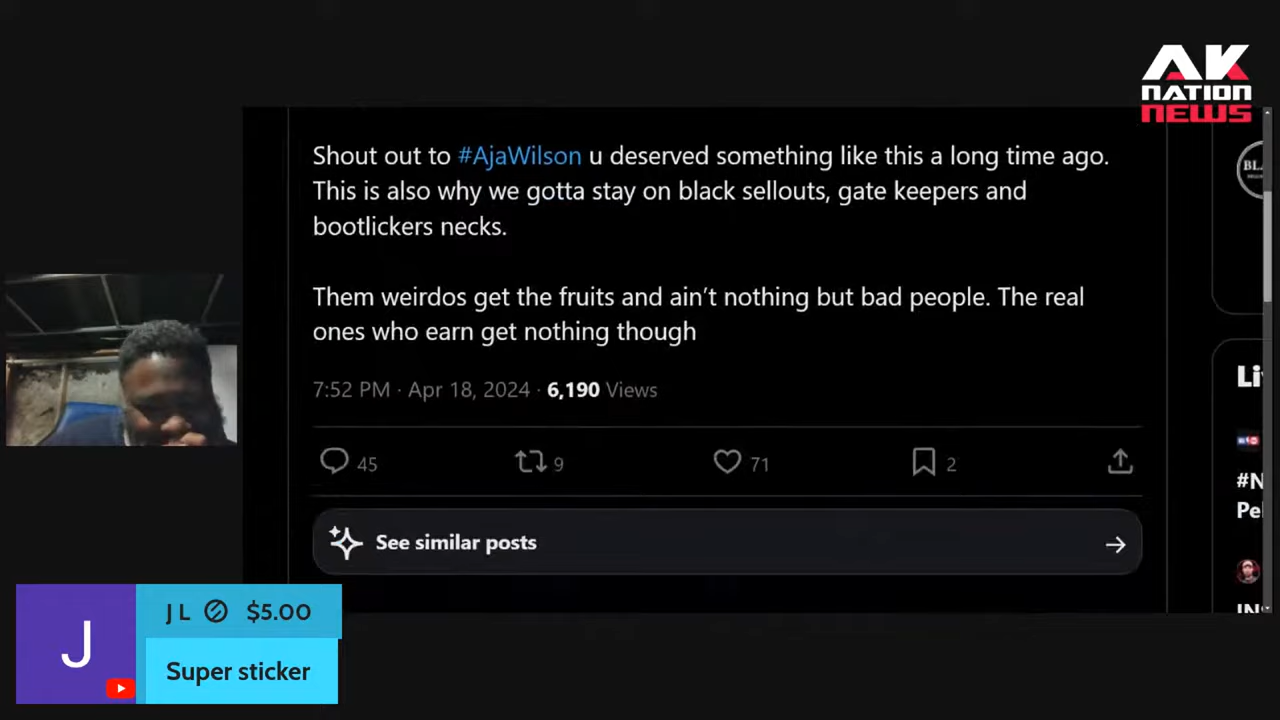 AK
NATION
NEWS
Shout out to #AjaWilson u deserved something like this a long time ago.
This is also why we gotta stay on black sellouts, gate keepers and
bootlickers necks.
Them weirdos get the fruits and ain’t nothing but bad people. The real
ones who earn get nothing though
7:52 PM · Apr 18, 2024 · 6,190 Views
45
9
71
2
See similar posts
Li
#N
Pe
J
J L $5.00
Super sticker